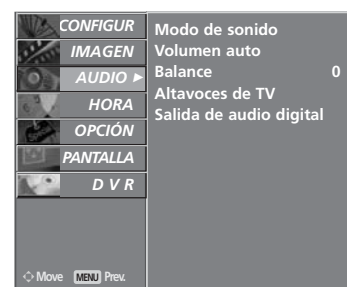 CONFIGUR
IMAGEN
AUDIO ►
HORA
OPCIÓN
PANTALLA
D V R
Modo de sonido
Volumen auto
Balance 0
Altavoces de TV
Salida de audio digital
Move MENU Prev.